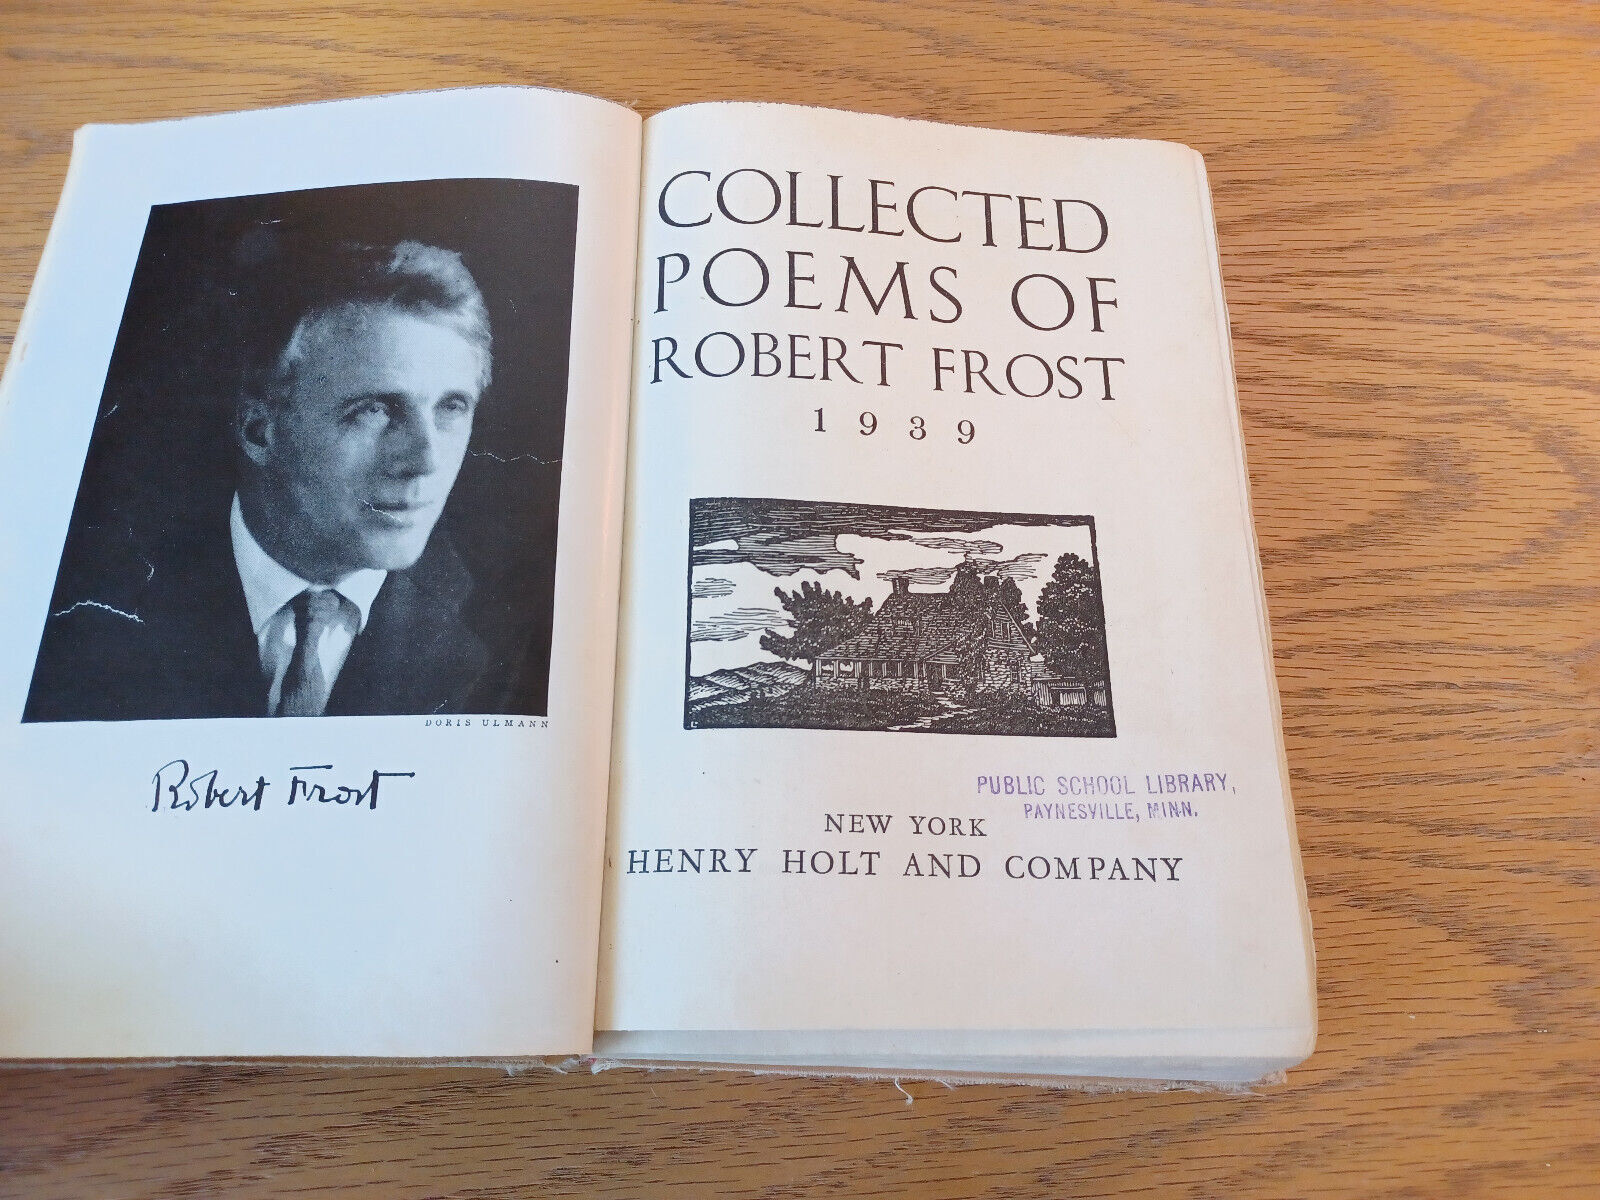 DORIS ULMANN
Robert Frost
COLLECTED
POEMS OF
ROBERT FROST
1939
PUBLIC SCHOOL LIBRARY,
PAYNESVILLE, MINN.
NEW YORK
HENRY HOLT AND COMPANY